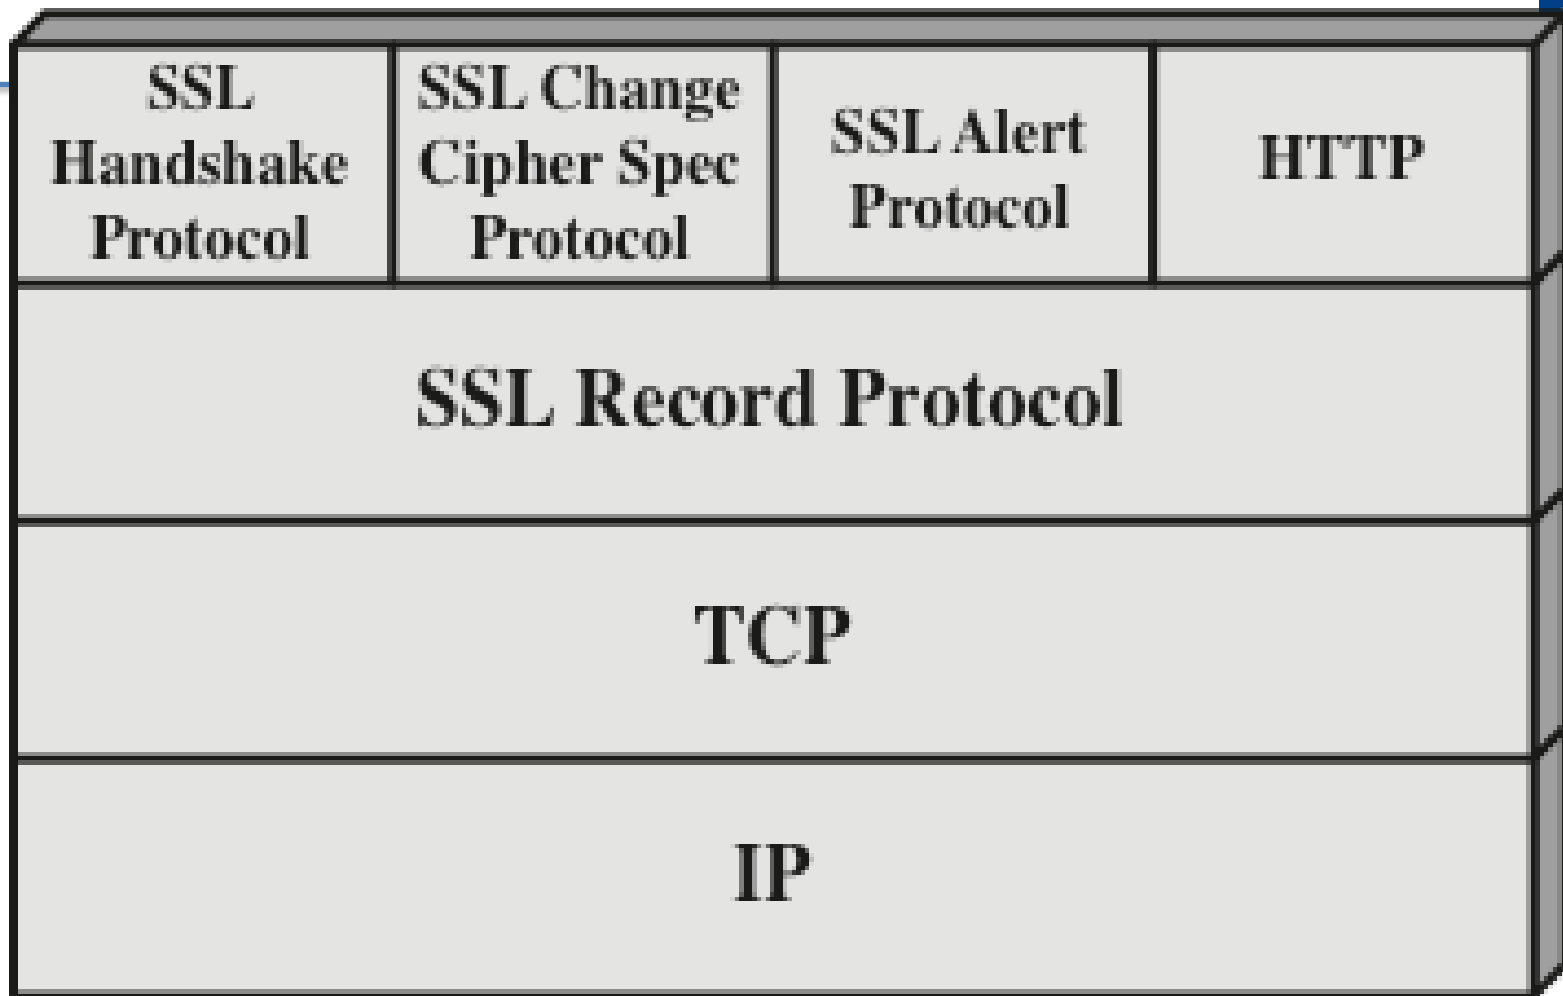 SSL
Handshake
Protocol
SSL Change
Cipher Spec
Protocol
SSL Alert
Protocol
HTTP
SSL Record Protocol
TCP
IP